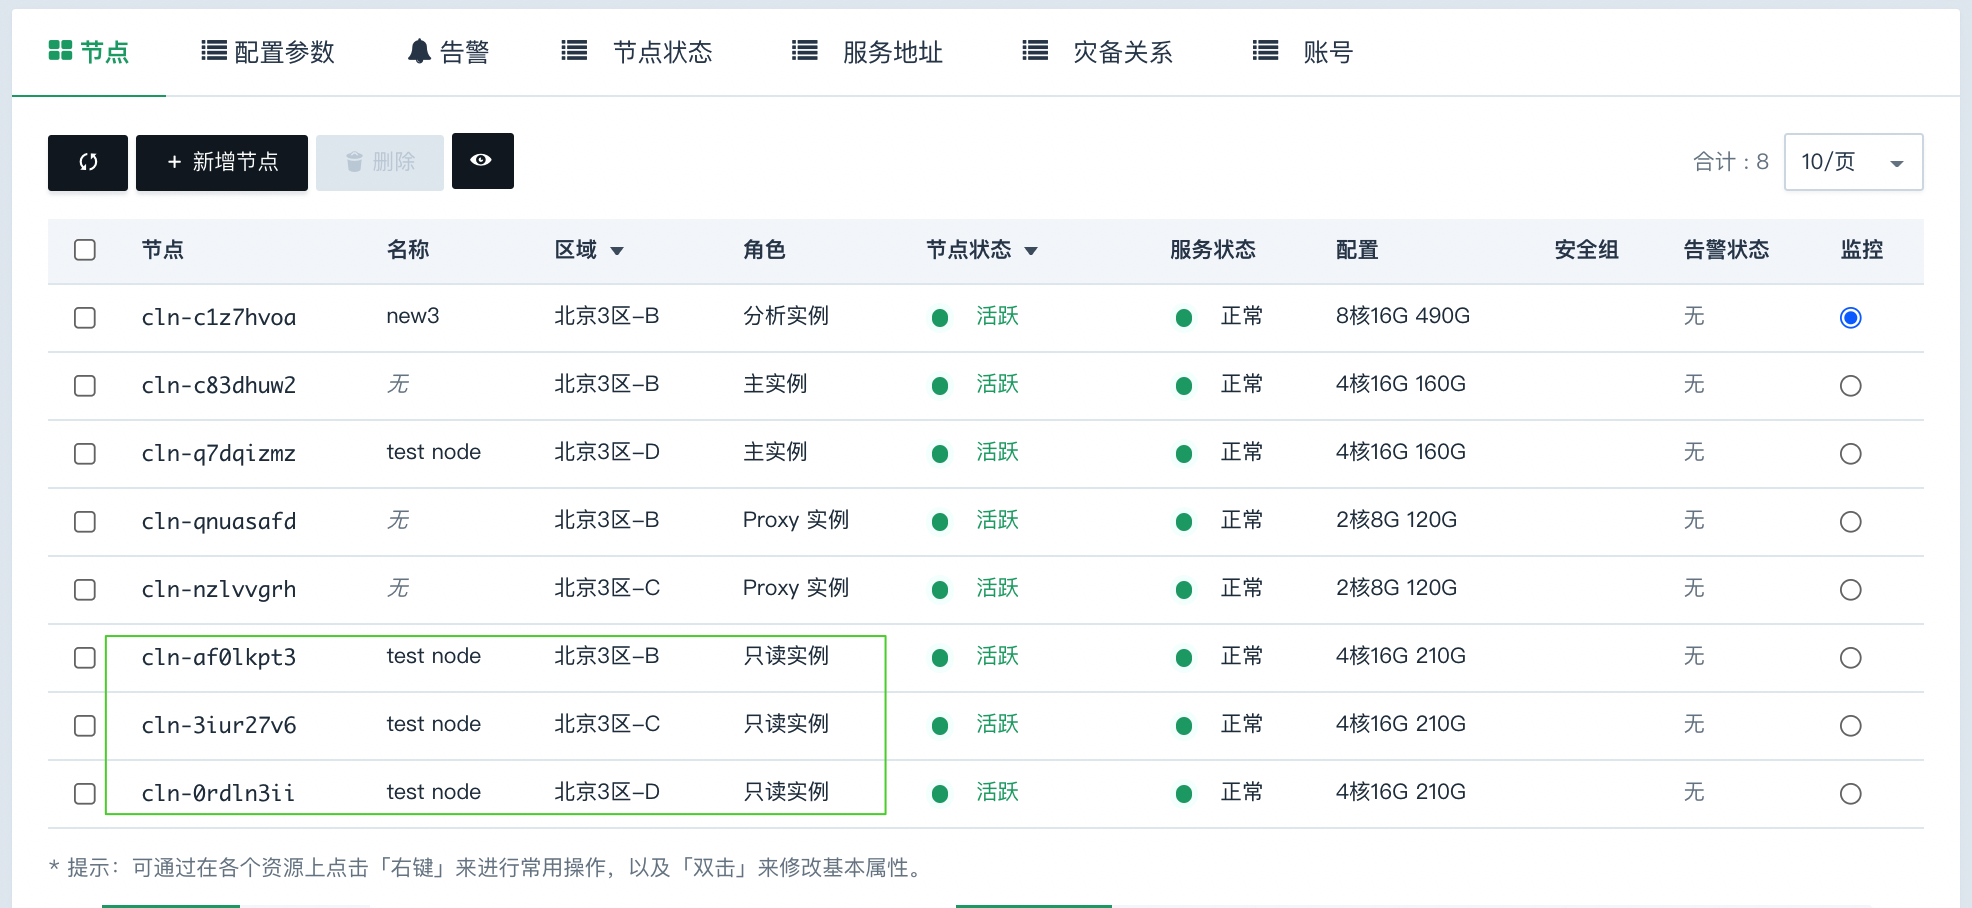 节点 配置参数 告警 节点状态 服务地址 灾备关系 账号
+ 新增节点 删除 合计：8 10/页
节点 名称 区域 角色 节点状态 服务状态 配置 安全组 告警状态 监控
cln-c1z7hvoa new3 北京3区-B 分析实例 活跃 正常 8核16G 490G 无
cln-c83dhuw2 无 北京3区-B 主实例 活跃 正常 4核16G 160G 无
cln-q7dqizmz test node 北京3区-D 主实例 活跃 正常 4核16G 160G 无
cln-qnuasafd 无 北京3区-B Proxy 实例 活跃 正常 2核8G 120G 无
cln-nzlvvgrh 无 北京3区-C Proxy 实例 活跃 正常 2核8G 120G 无
cln-af0lkpt3 test node 北京3区-B 只读实例 活跃 正常 4核16G 210G 无
cln-3iur27v6 test node 北京3区-C 只读实例 活跃 正常 4核16G 210G 无
cln-0rdln3ii test node 北京3区-D 只读实例 活跃 正常 4核16G 210G 无
* 提示：可通过在各个资源上点击「右键」来进行常用操作，以及「双击」来修改基本属性。